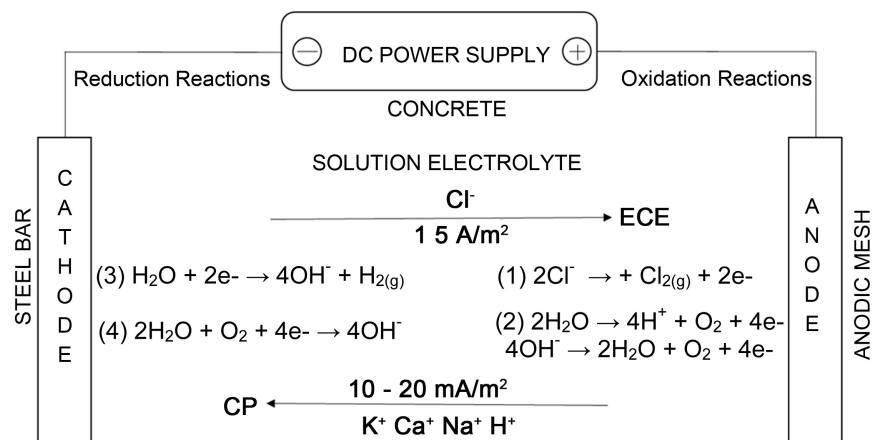 ⊖ DC POWER SUPPLY ⊕
Reduction Reactions
Oxidation Reactions
CONCRETE
SOLUTION ELECTROLYTE
Cl⁻
ECE
1 5 A/m²
STEEL BAR
CATHODE
ANODE
ANODIC MESH
(3) H₂O + 2e- → 4OH⁻ + H₂(g)
(1) 2Cl⁻ → + Cl₂(g) + 2e-
(4) 2H₂O + O₂ + 4e- → 4OH⁻
(2) 2H₂O → 4H⁺ + O₂ + 4e-
4OH⁻ → 2H₂O + O₂ + 4e-
10 - 20 mA/m²
CP
K⁺ Ca⁺ Na⁺ H⁺